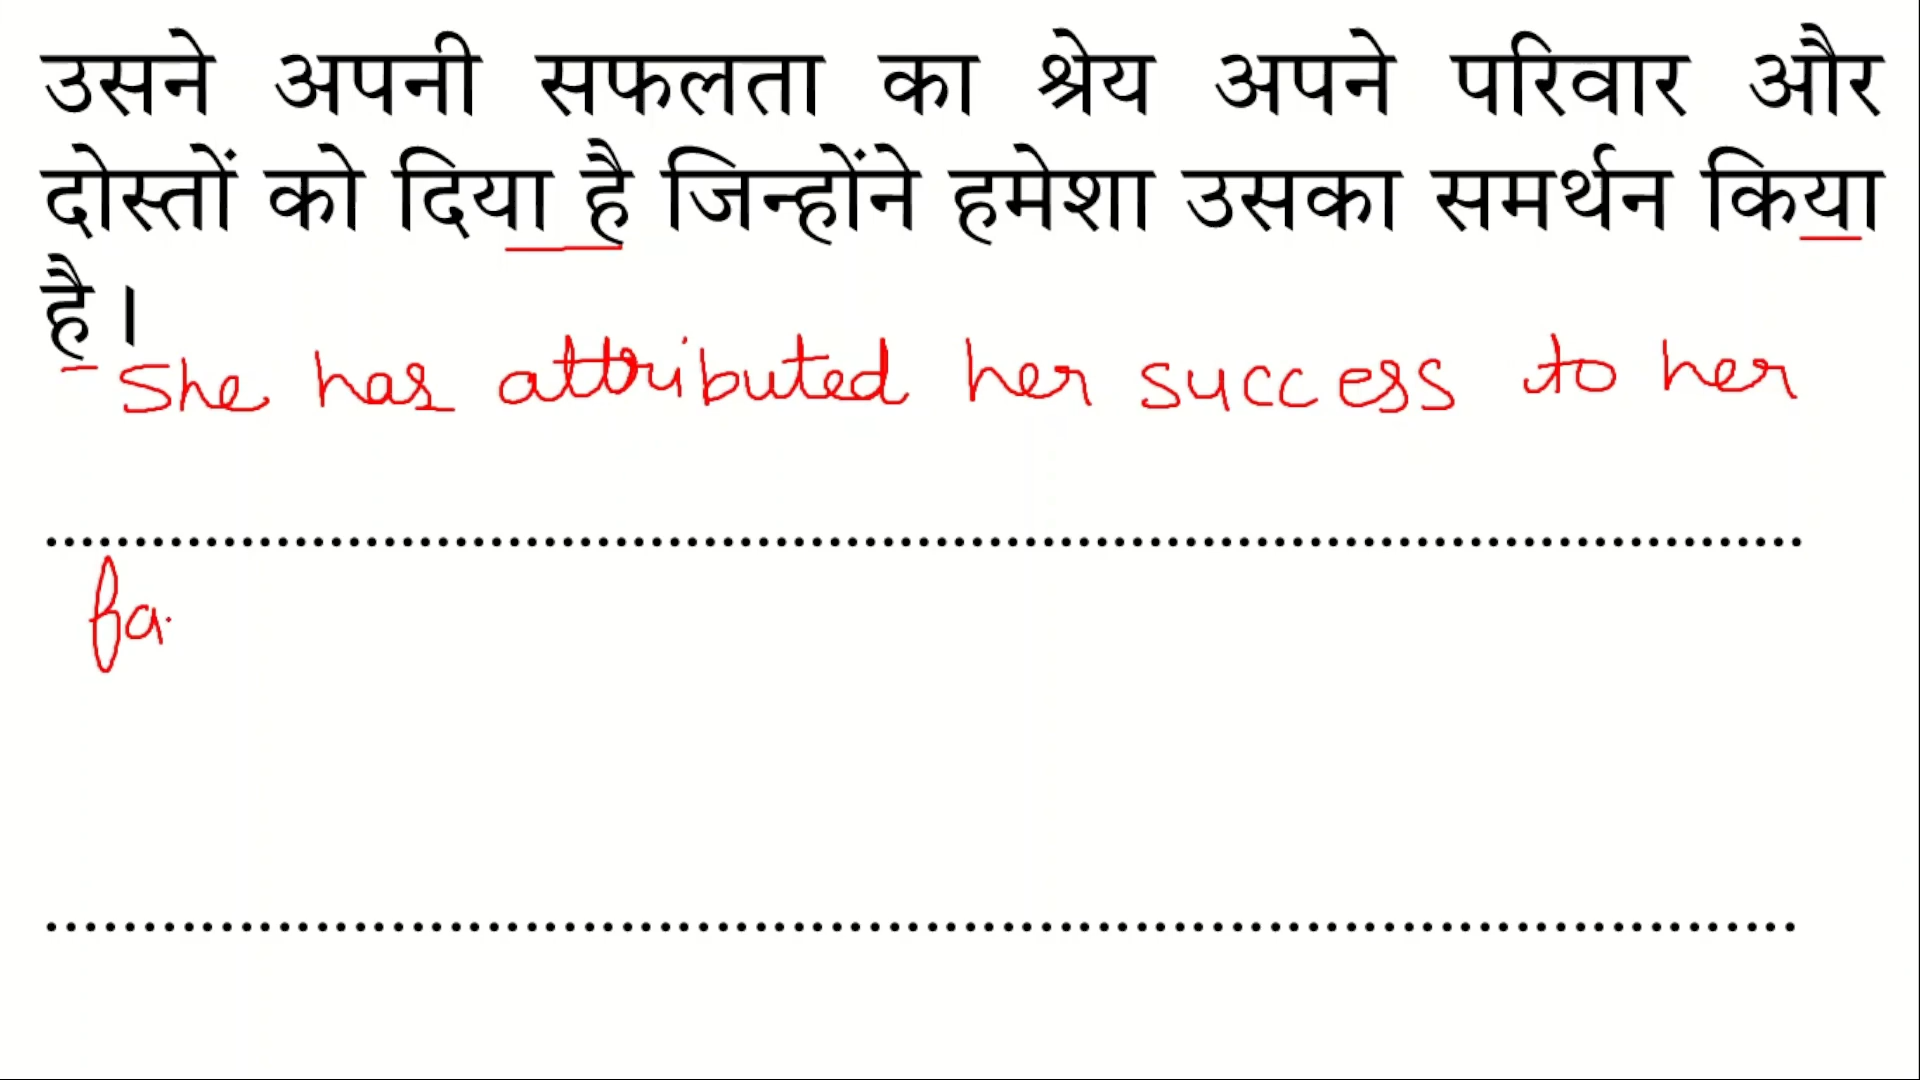 उसने अपनी सफलता का श्रेय अपने परिवार और
दोस्तों को दिया है जिन्होंने हमेशा उसका समर्थन किया
है।
She has attributed her success to her
fa